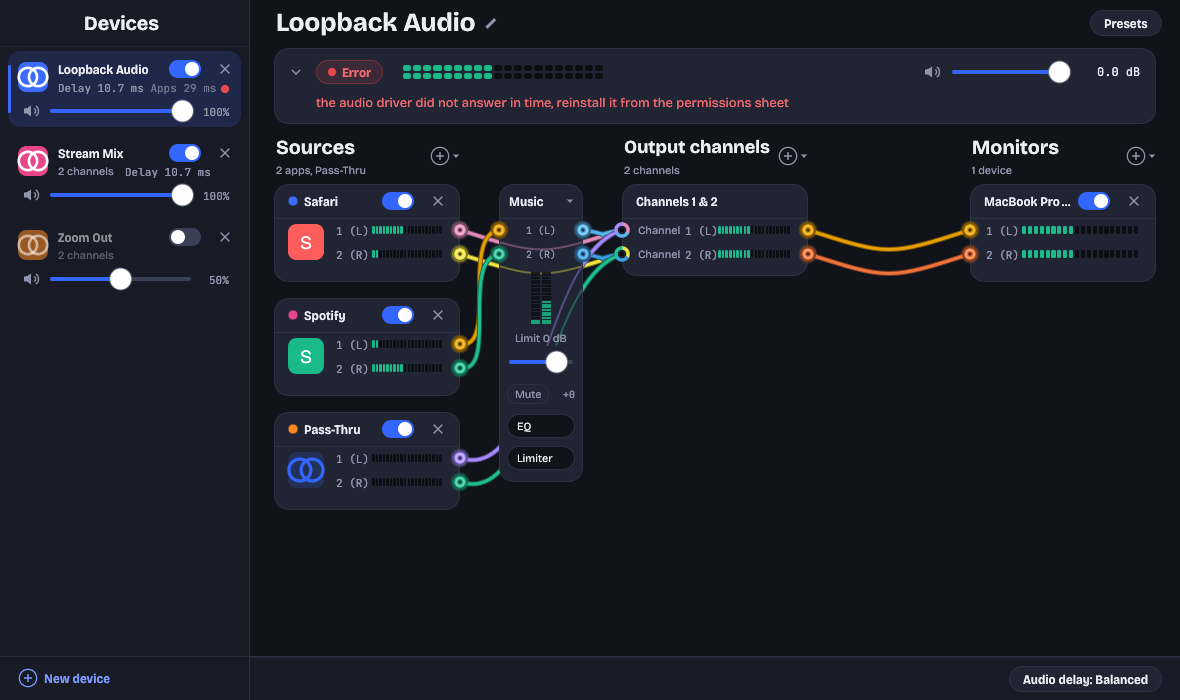 Devices
Loopback Audio
Delay 10.7 ms Apps 29 ms
100%
Stream Mix
2 channels Delay 10.7 ms
100%
Zoom Out
2 channels
50%
New device
Loopback Audio
Presets
Error
0.0 dB
the audio driver did not answer in time, reinstall it from the permissions sheet
Sources
2 apps, Pass-Thru
Safari
S
1 (L)
2 (R)
Spotify
S
1 (L)
2 (R)
Pass-Thru
1 (L)
2 (R)
Music
1 (L)
2 (R)
Limit 0 dB
Mute +0
EQ
Limiter
Output channels
2 channels
Channels 1 & 2
Channel 1 (L)
Channel 2 (R)
Monitors
1 device
MacBook Pro ...
1 (L)
2 (R)
Audio delay: Balanced